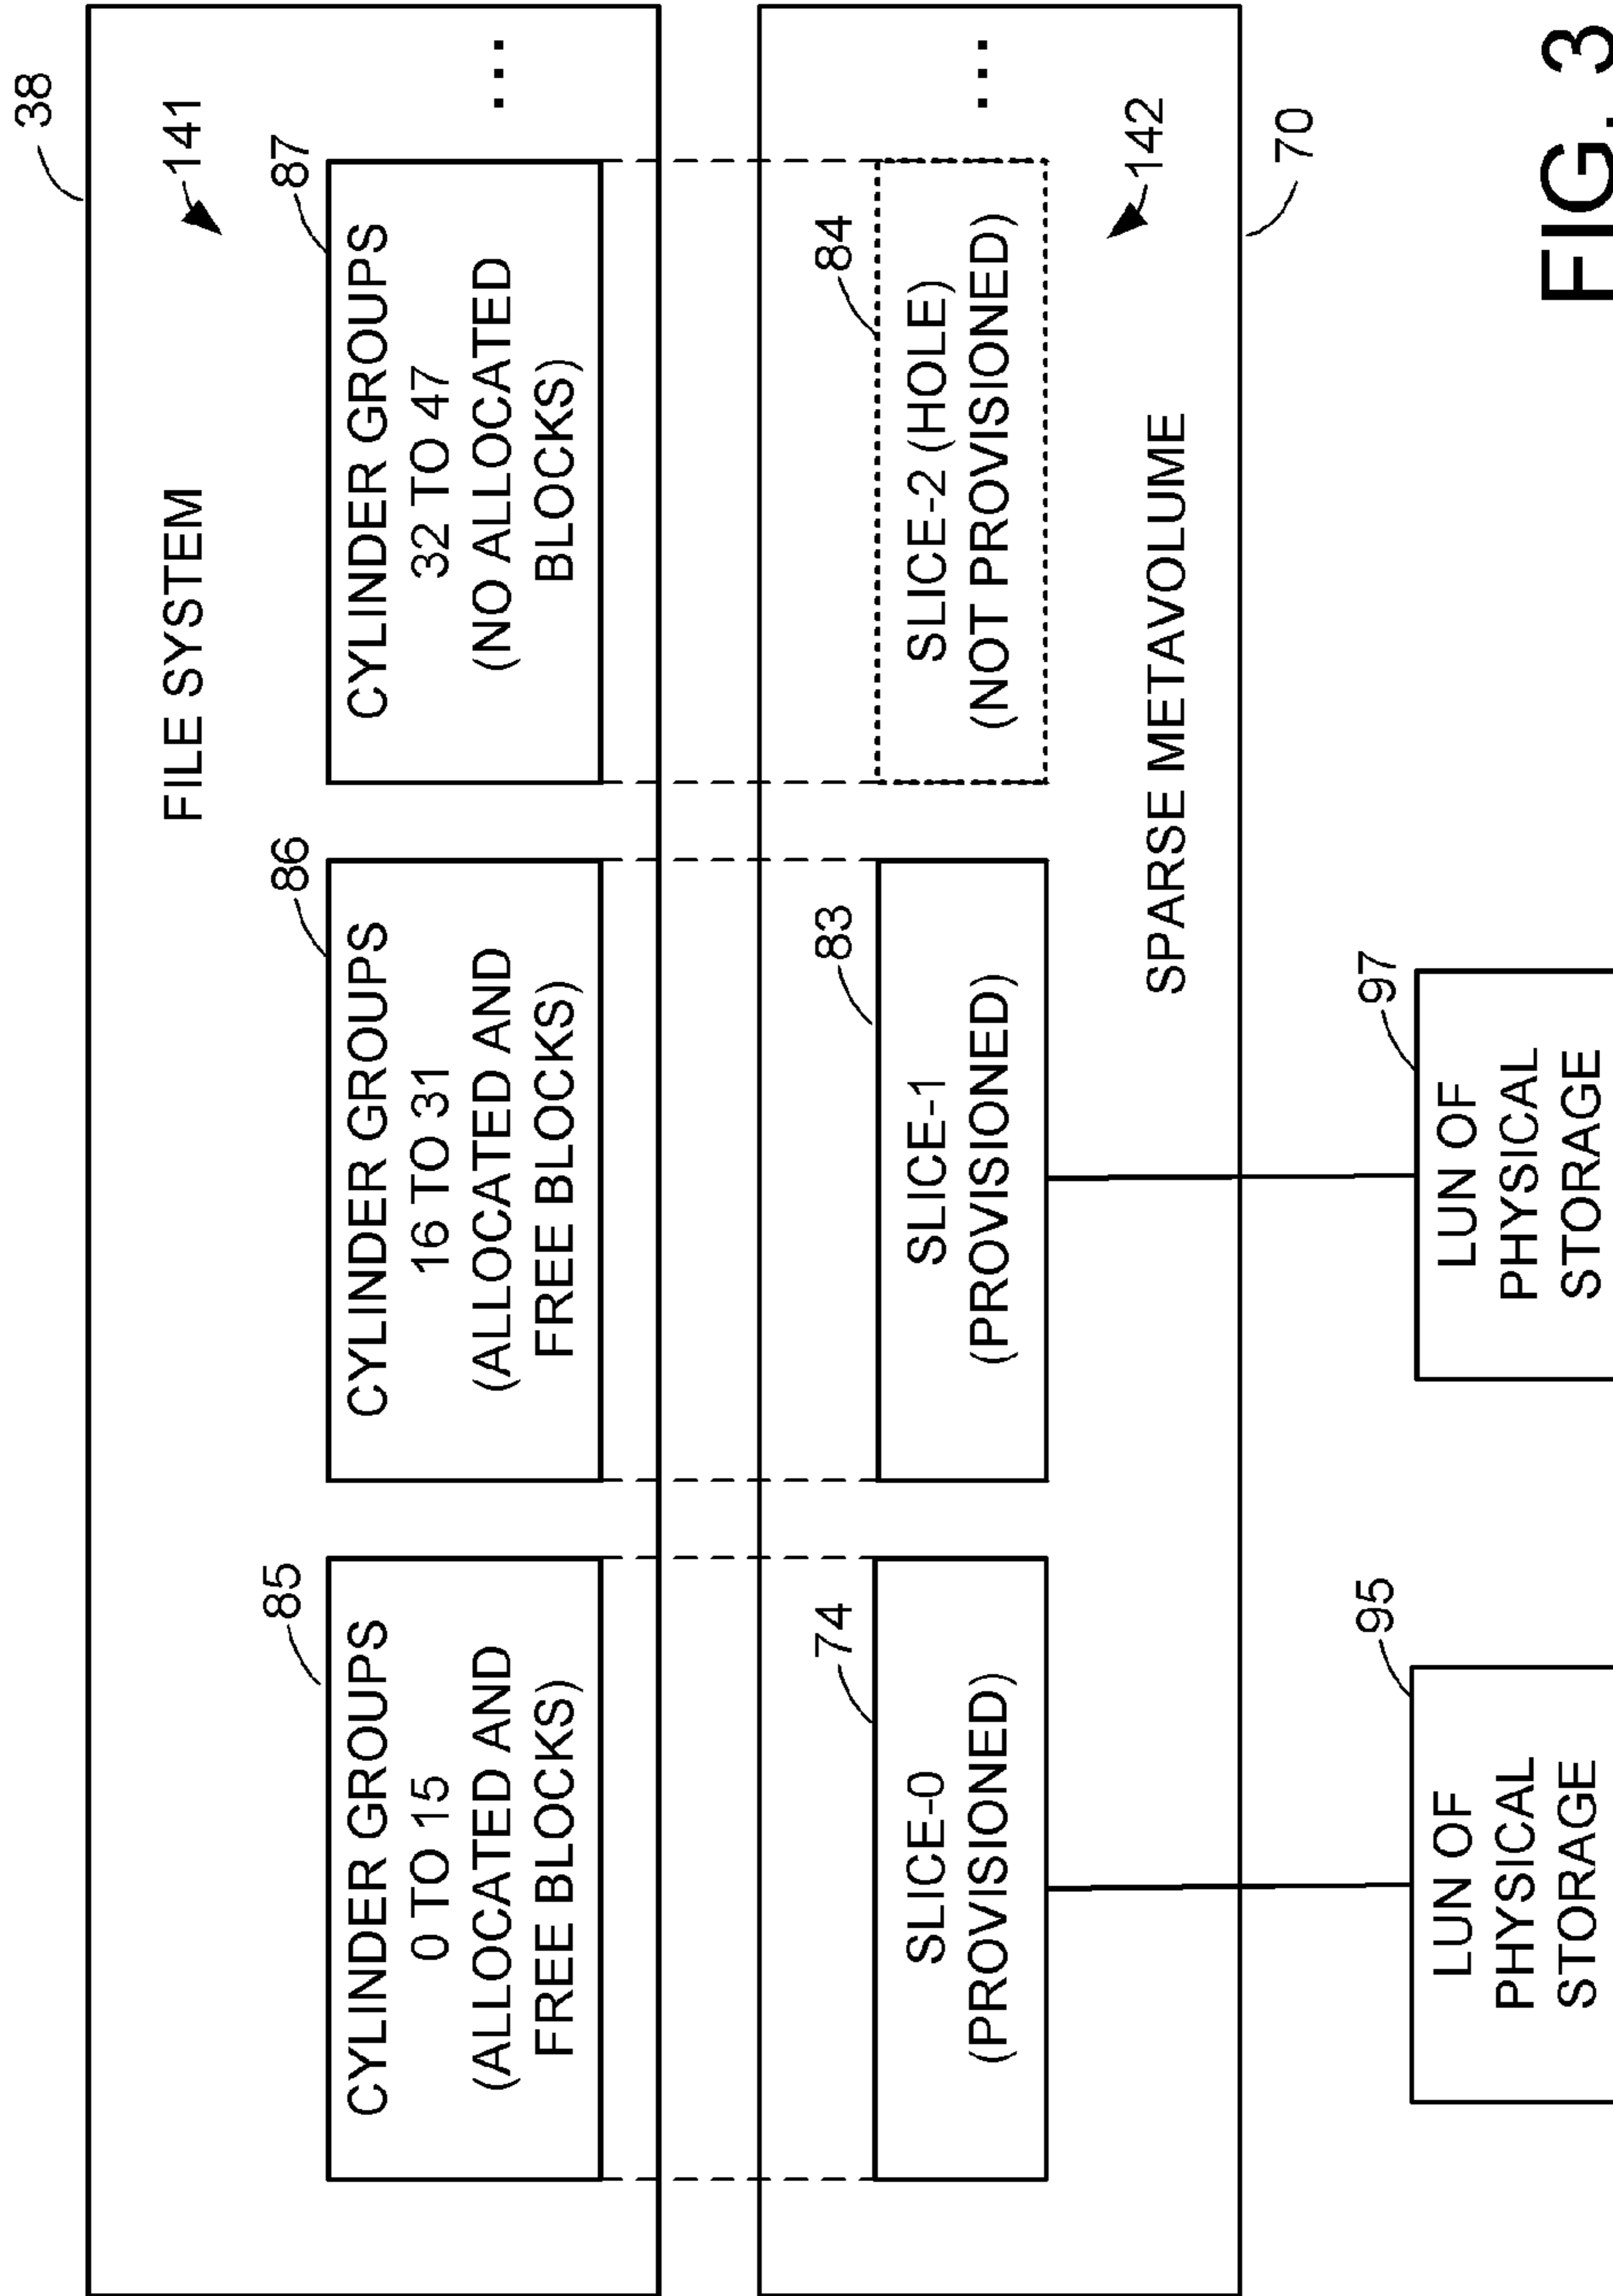 38
FILE SYSTEM
141
85
CYLINDER GROUPS
0 TO 15
(ALLOCATED AND
FREE BLOCKS)
86
CYLINDER GROUPS
16 TO 31
(ALLOCATED AND
FREE BLOCKS)
87
CYLINDER GROUPS
32 TO 47
(NO ALLOCATED
BLOCKS)
...
74
SLICE-0
(PROVISIONED)
83
SLICE-1
(PROVISIONED)
84
SLICE-2 (HOLE)
(NOT PROVISIONED)
...
SPARSE METAVOLUME
142
70
95
LUN OF
PHYSICAL
STORAGE
97
LUN OF
PHYSICAL
STORAGE
FIG. 3